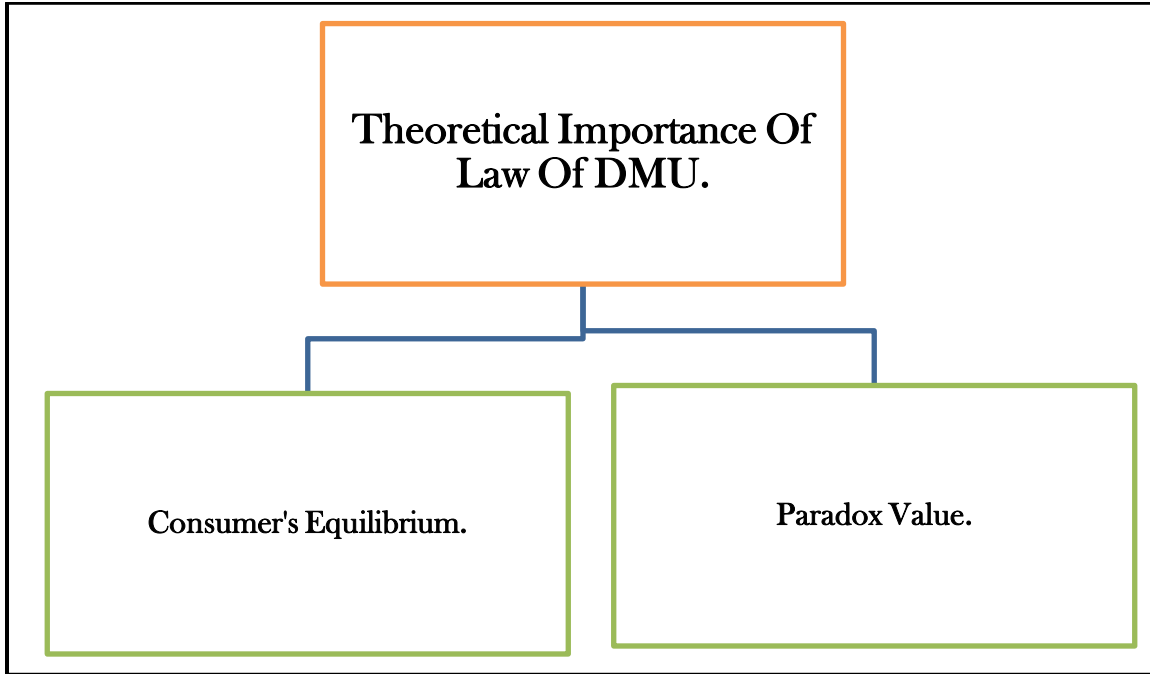 Theoretical Importance Of
Law Of DMU.
Consumer's Equilibrium.
Paradox Value.